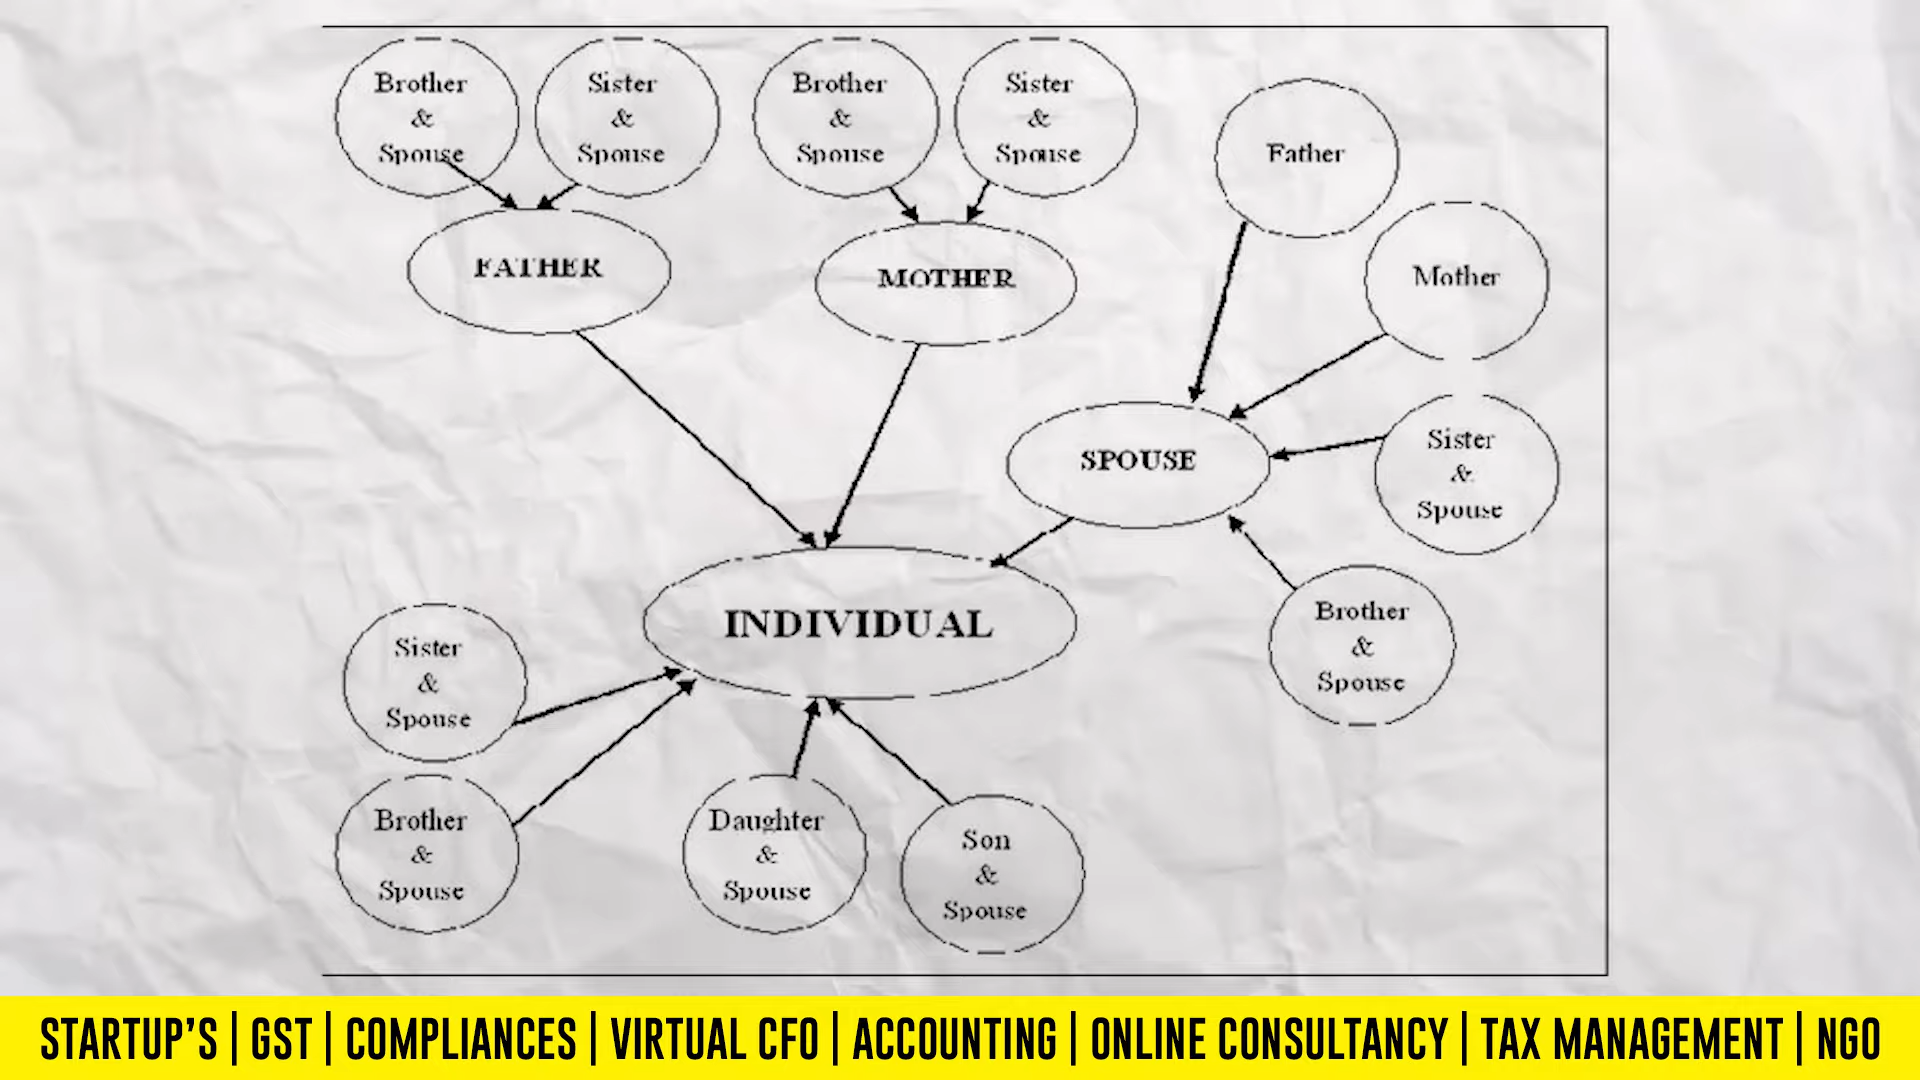 Brother
&
Spouse
Sister
&
Spouse
Brother
&
Spouse
Sister
&
Spouse
Father
Mother
FATHER
MOTHER
SPOUSE
Sister
&
Spouse
Brother
&
Spouse
INDIVIDUAL
Sister
&
Spouse
Brother
&
Spouse
Daughter
&
Spouse
Son
&
Spouse
STARTUP'S | GST | COMPLIANCES | VIRTUAL CFO | ACCOUNTING | ONLINE CONSULTANCY | TAX MANAGEMENT | NGO